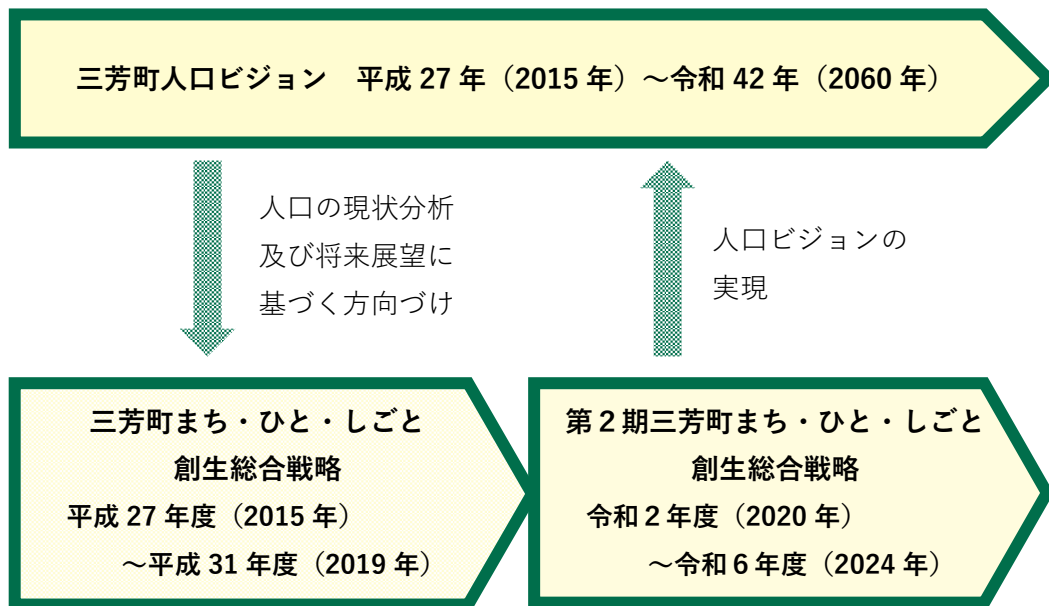 三芳町人口ビジョン　平成 27 年（2015 年）～令和 42 年（2060 年）
人口の現状分析
及び将来展望に
基づく方向づけ
人口ビジョンの
実現
三芳町まち・ひと・しごと
創生総合戦略
平成 27 年度（2015 年）
～平成 31 年度（2019 年）
第２期三芳町まち・ひと・しごと
創生総合戦略
令和２年度（2020 年）
～令和６年度（2024 年）